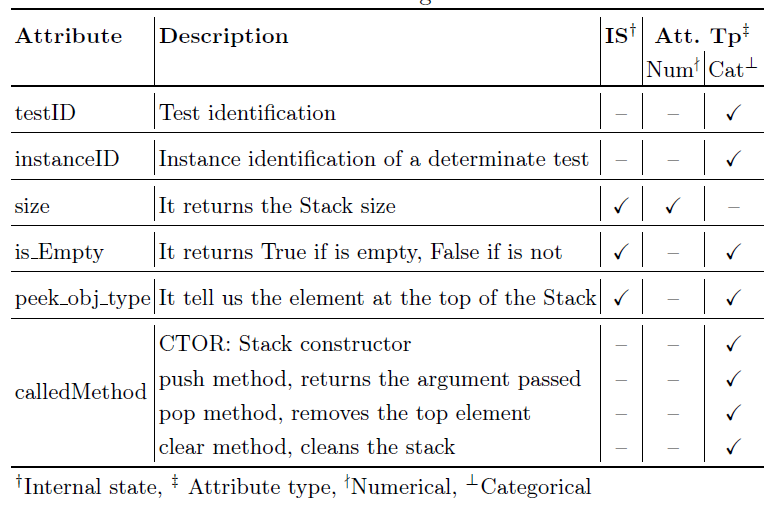 Attribute Description IS† Att. Tp‡
Num∤ Cat⊥
testID Test identification – – ✓
instanceID Instance identification of a determinate test – – ✓
size It returns the Stack size ✓ ✓ –
is_Empty It returns True if is empty, False if is not ✓ – ✓
peek_obj_type It tell us the element at the top of the Stack ✓ – ✓
calledMethod CTOR: Stack constructor – – ✓
push method, returns the argument passed – – ✓
pop method, removes the top element – – ✓
clear method, cleans the stack – – ✓
†Internal state, ‡ Attribute type, ∤Numerical, ⊥Categorical